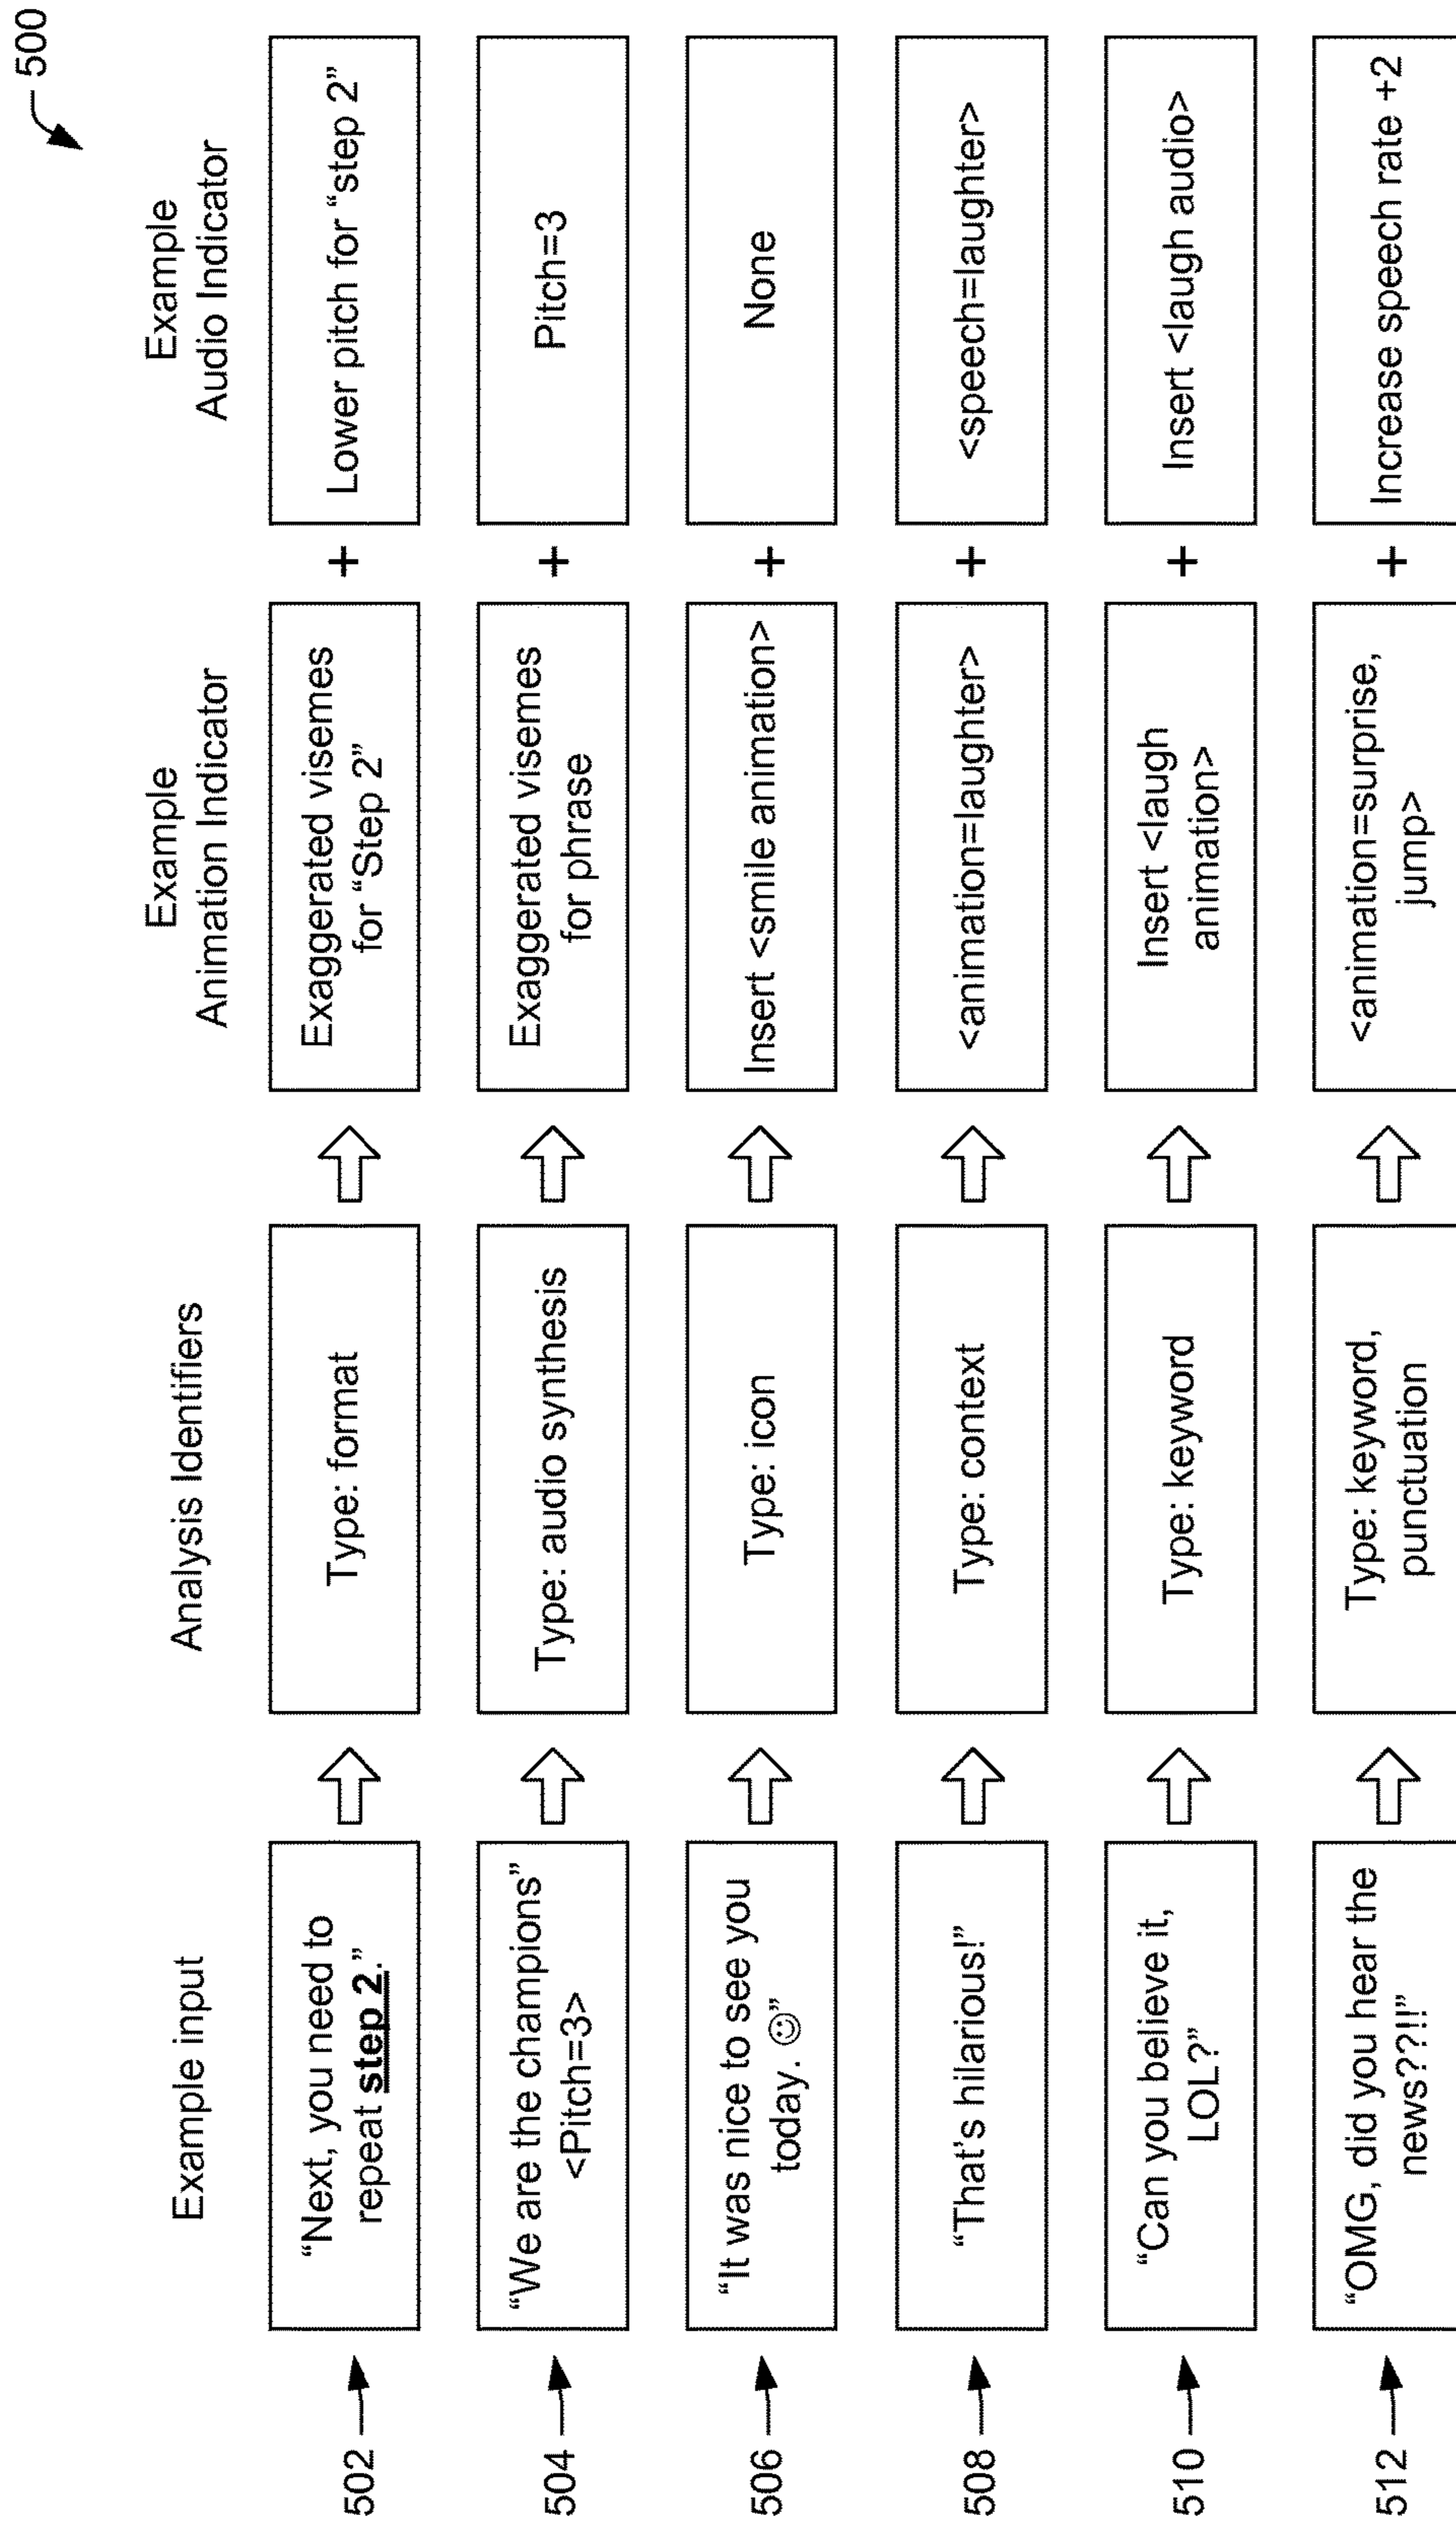 500
Example input
Analysis Identifiers
Example
Animation Indicator
Example
Audio Indicator
502
“Next, you need to
repeat step 2.”
Type: format
Exaggerated visemes
for “Step 2”
+
Lower pitch for “step 2”
504
“We are the champions”
<Pitch=3>
Type: audio synthesis
Exaggerated visemes
for phrase
+
Pitch=3
506
“It was nice to see you
today. ☺”
Type: icon
Insert <smile animation>
+
None
508
“That’s hilarious!”
Type: context
<animation=laughter>
+
<speech=laughter>
510
“Can you believe it,
LOL?”
Type: keyword
Insert <laugh
animation>
+
Insert <laugh audio>
512
“OMG, did you hear the
news??!!”
Type: keyword,
punctuation
<animation=surprise,
jump>
+
Increase speech rate +2